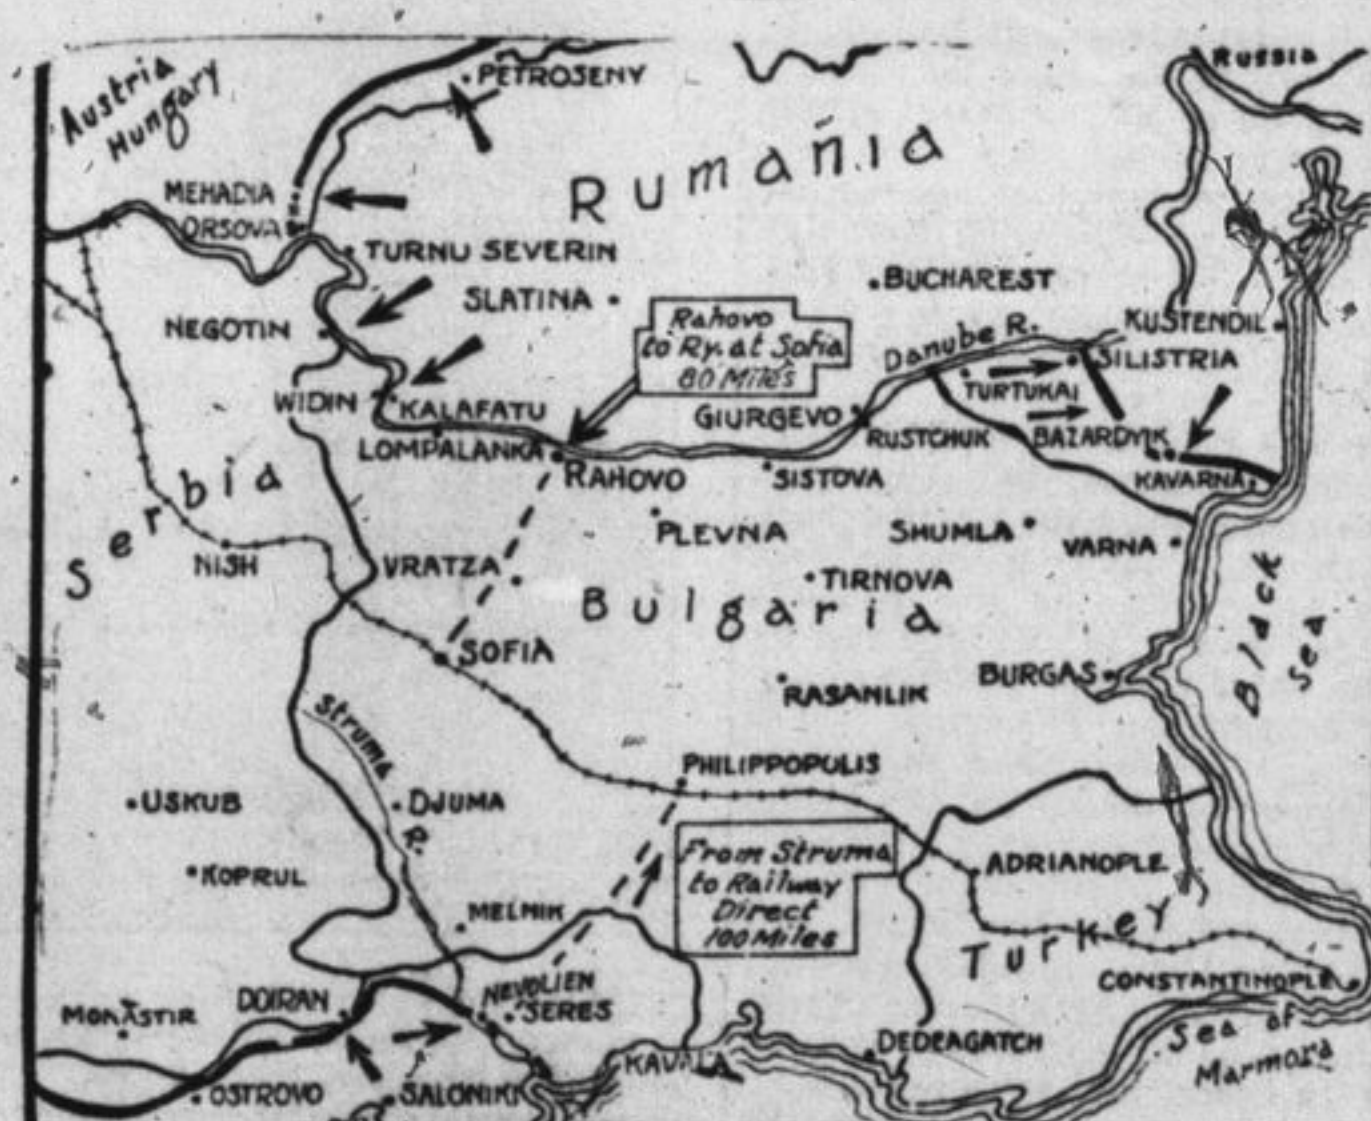 Austria
Hungary
PETROSENY
RUSSIA
Rumania
MEHADIA
ORSOVA
TURNU SEVERIN
SLATINA
BUCHAREST
NEGOTIN
Rahovo
to Ry. at Sofia
80 Miles
Danube R.
KUSTENDIL
SILISTRIA
TURTUKAI
WIDIN
KALAFATU
GIURGEVO
RUSTCHUK
BAZARDYIK
LOMPALANKA
RAHOVO
SISTOVA
KAVARNA
Serbia
PLEVNA
SHUMLA
VARNA
NISH
VRATZA
TIRNOVA
Bulgaria
Black
Sea
SOFIA
BURGAS
RASANLIK
Struma
R.
PHILIPPOPULIS
USKUB
DJUMA
KOPRUL
From Struma
to Railway
Direct
100 Miles
ADRIANOPLE
MELNIK
Turkey
NEVOLIEN
SERES
DOIRAN
CONSTANTINOPLE
MONASTIR
DEDEAGATCH
Sea of
Marmora
KAVALA
OSTROVO
SALONIKI